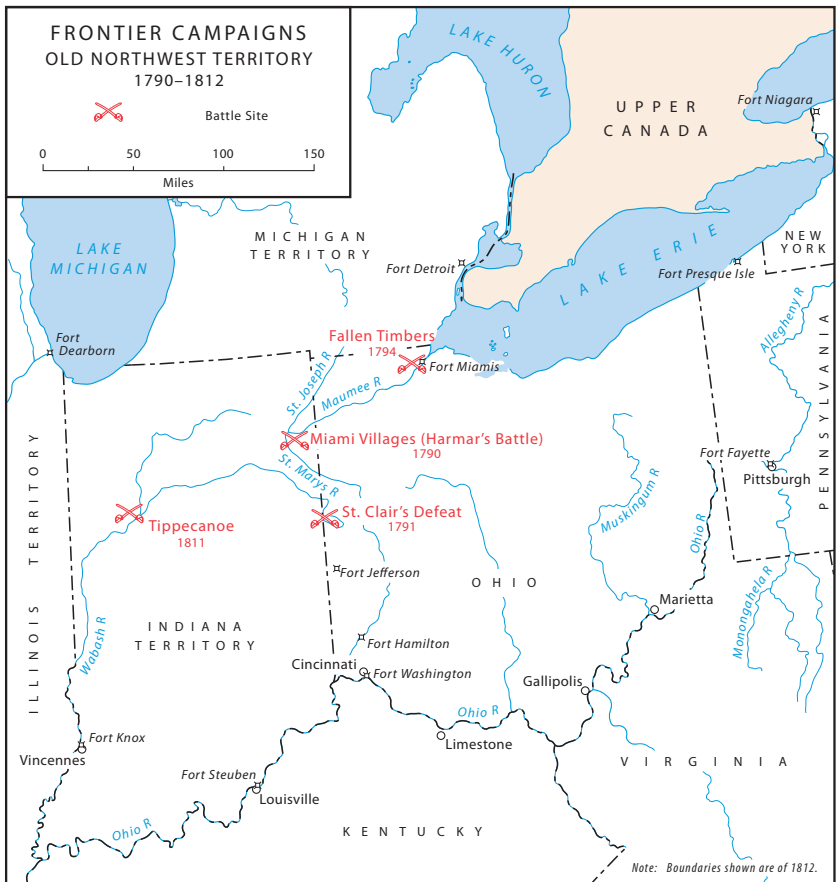 FRONTIER CAMPAIGNS
OLD NORTHWEST TERRITORY
1790–1812
Battle Site
0 50 100 150
Miles
LAKE HURON
UPPER
CANADA
Fort Niagara
LAKE
MICHIGAN
MICHIGAN
TERRITORY
Fort Detroit
LAKE ERIE
Fort Presque Isle
NEW
YORK
Allegheny R
PENNSYLVANIA
Fort
Dearborn
Fallen Timbers
1794
Fort Miamis
St. Joseph R
Maumee R
Miami Villages (Harmar's Battle)
1790
St. Marys R
St. Clair's Defeat
1791
Tippecanoe
1811
Fort Fayette
Pittsburgh
Muskingum R
Ohio R
Monongahela R
ILLINOIS TERRITORY
Fort Jefferson
OHIO
Marietta
INDIANA
TERRITORY
Wabash R
Fort Hamilton
Cincinnati
Fort Washington
Gallipolis
Ohio R
Limestone
Fort Knox
Vincennes
VIRGINIA
Fort Steuben
Louisville
Ohio R
KENTUCKY
Note: Boundaries shown are of 1812.